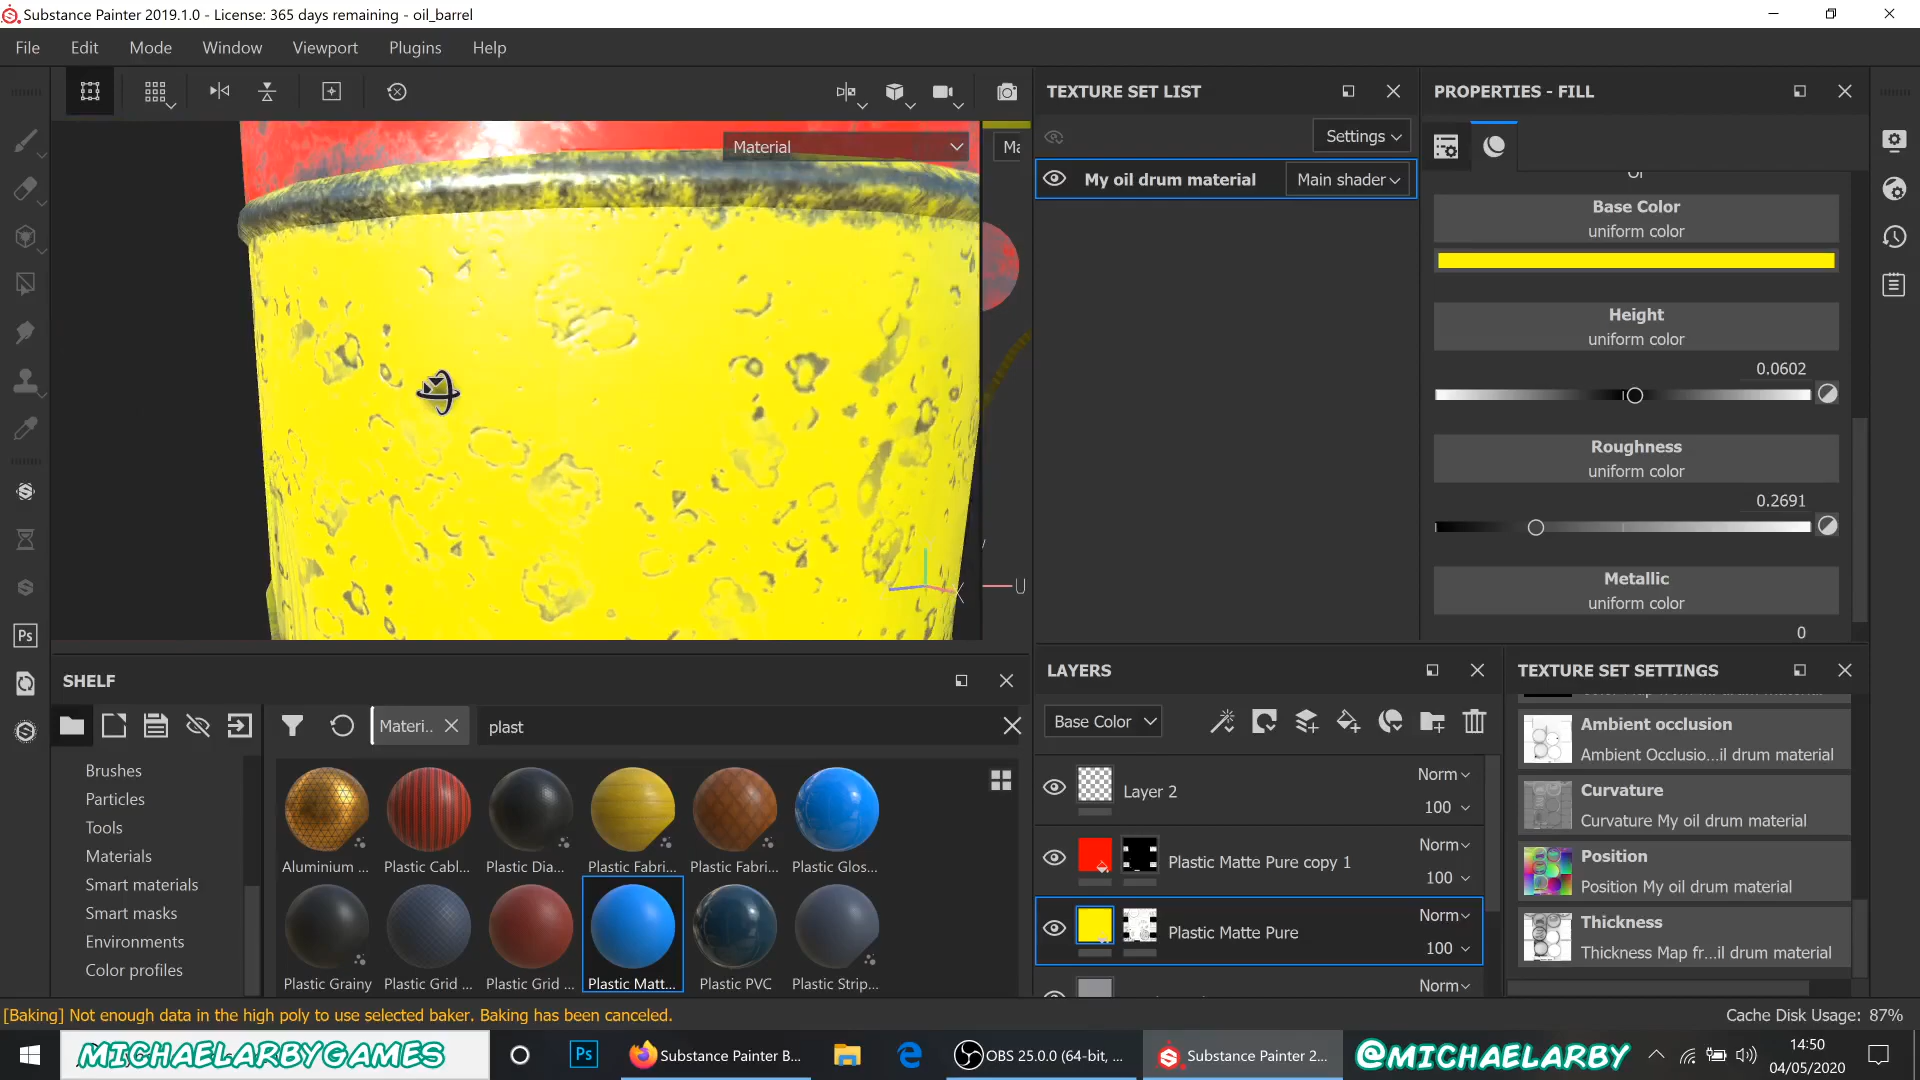 Substance Painter 2019.1.0 - License: 365 days remaining - oil_barrel
File Edit Mode Window Viewport Plugins Help
Material
Ma
X
U
TEXTURE SET LIST
Settings
My oil drum material Main shader
PROPERTIES - FILL
Or
Base Color
uniform color
Height
uniform color
0.0602
Roughness
uniform color
0.2691
Metallic
uniform color
0
SHELF
Materi..
plast
Brushes
Particles
Tools
Materials
Smart materials
Smart masks
Environments
Color profiles
Aluminium ... Plastic Cabl... Plastic Dia... Plastic Fabri... Plastic Fabri... Plastic Glos...
Plastic Grainy Plastic Grid ... Plastic Grid ... Plastic Matt... Plastic PVC Plastic Strip...
LAYERS
Base Color
Layer 2
Norm
100
Plastic Matte Pure copy 1
Norm
100
Plastic Matte Pure
Norm
100
Norm
TEXTURE SET SETTINGS
Ambient occlusion
Ambient Occlusio...il drum material
Curvature
Curvature My oil drum material
Position
Position My oil drum material
Thickness
Thickness Map fr...il drum material
Ps
[Baking] Not enough data in the high poly to use selected baker. Baking has been canceled.
Cache Disk Usage: 87%
MICHAELARBYGAMES
Ps
Substance Painter B...
OBS 25.0.0 (64-bit, ...
Substance Painter 2...
@MICHAELARBY
14:50
04/05/2020